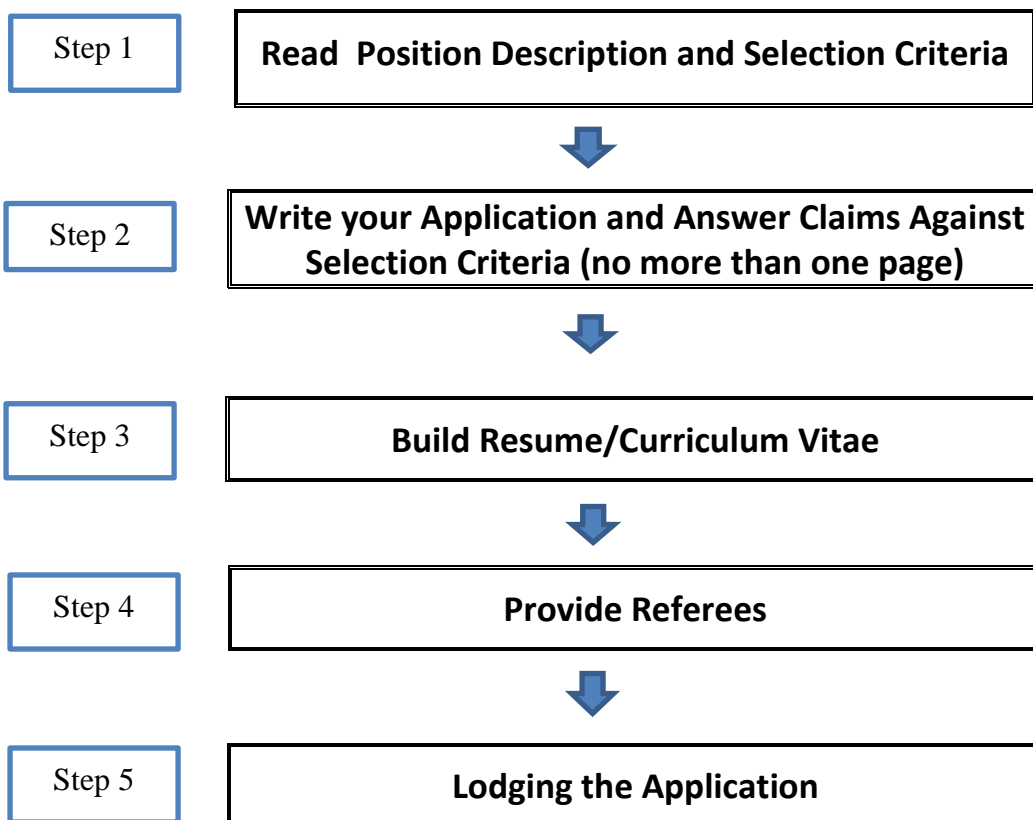 Step 1
Read Position Description and Selection Criteria
Step 2
Write your Application and Answer Claims Against
Selection Criteria (no more than one page)
Step 3
Build Resume/Curriculum Vitae
Step 4
Provide Referees
Step 5
Lodging the Application